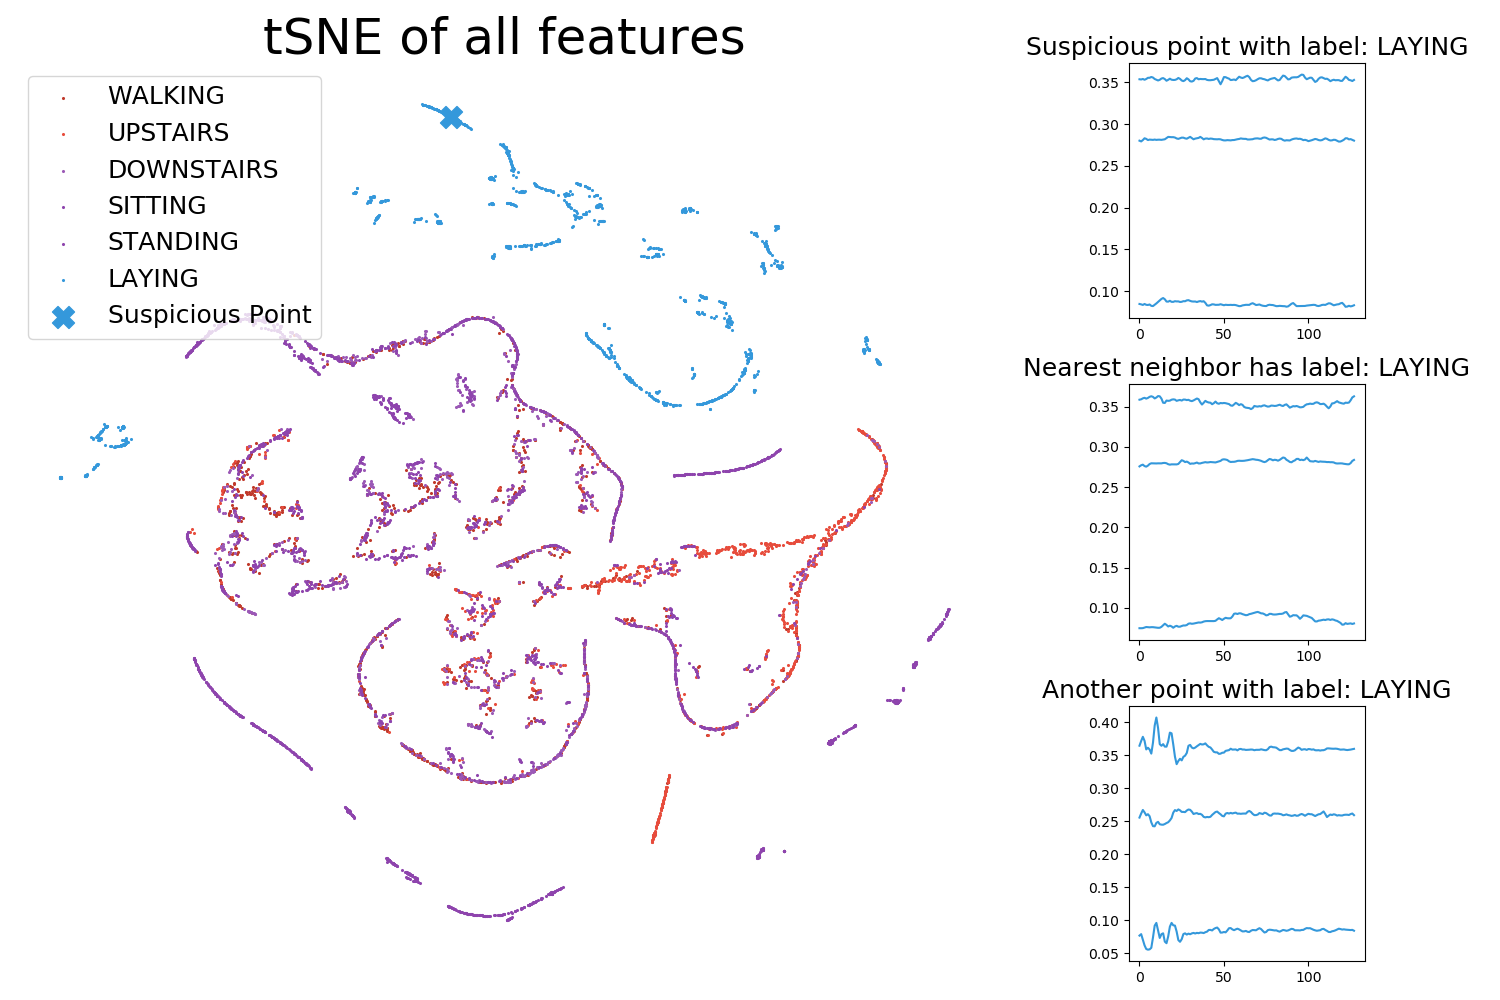 tSNE of all features
WALKING
UPSTAIRS
DOWNSTAIRS
SITTING
STANDING
LAYING
Suspicious Point
Suspicious point with label: LAYING
0.35
0.30
0.25
0.20
0.15
0.10
0
50
100
Nearest neighbor has label: LAYING
0.35
0.30
0.25
0.20
0.15
0.10
0
50
100
Another point with label: LAYING
0.40
0.35
0.30
0.25
0.20
0.15
0.10
0.05
0
50
100